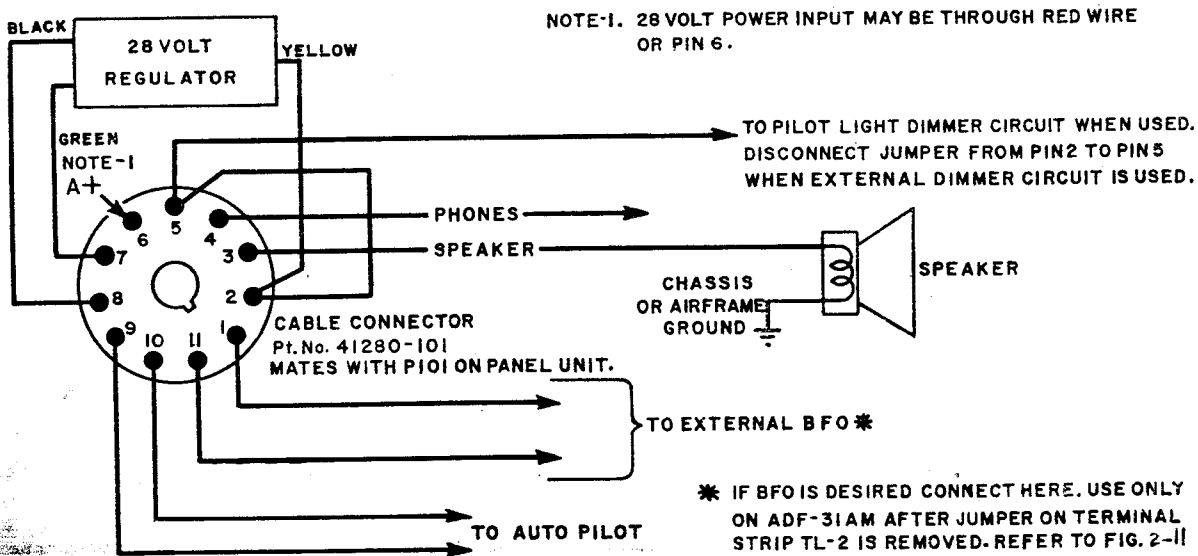 NOTE-1. 28 VOLT POWER INPUT MAY BE THROUGH RED WIRE
OR PIN 6.
BLACK
28 VOLT
REGULATOR
YELLOW
GREEN
NOTE-1
A+
TO PILOT LIGHT DIMMER CIRCUIT WHEN USED.
DISCONNECT JUMPER FROM PIN2 TO PIN 5
WHEN EXTERNAL DIMMER CIRCUIT IS USED.
5
6
4
PHONES
7
3
SPEAKER
SPEAKER
8
2
CHASSIS
OR AIRFRAME
GROUND
9
10
11
1
CABLE CONNECTOR
Pt. No. 41280-101
MATES WITH P101 ON PANEL UNIT.
TO EXTERNAL BFO *
TO AUTO PILOT
* IF BFO IS DESIRED CONNECT HERE. USE ONLY
ON ADF-31AM AFTER JUMPER ON TERMINAL
STRIP TL-2 IS REMOVED. REFER TO FIG. 2-11